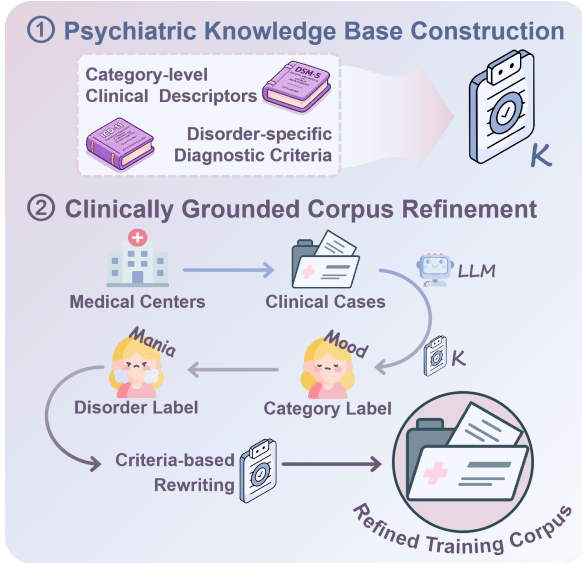 ① Psychiatric Knowledge Base Construction
Category-level
Clinical Descriptors
DSM-5
ICD-11
Disorder-specific
Diagnostic Criteria
K
② Clinically Grounded Corpus Refinement
Medical Centers
Clinical Cases
LLM
K
Mania
Disorder Label
Mood
Category Label
Criteria-based
Rewriting
Refined Training Corpus